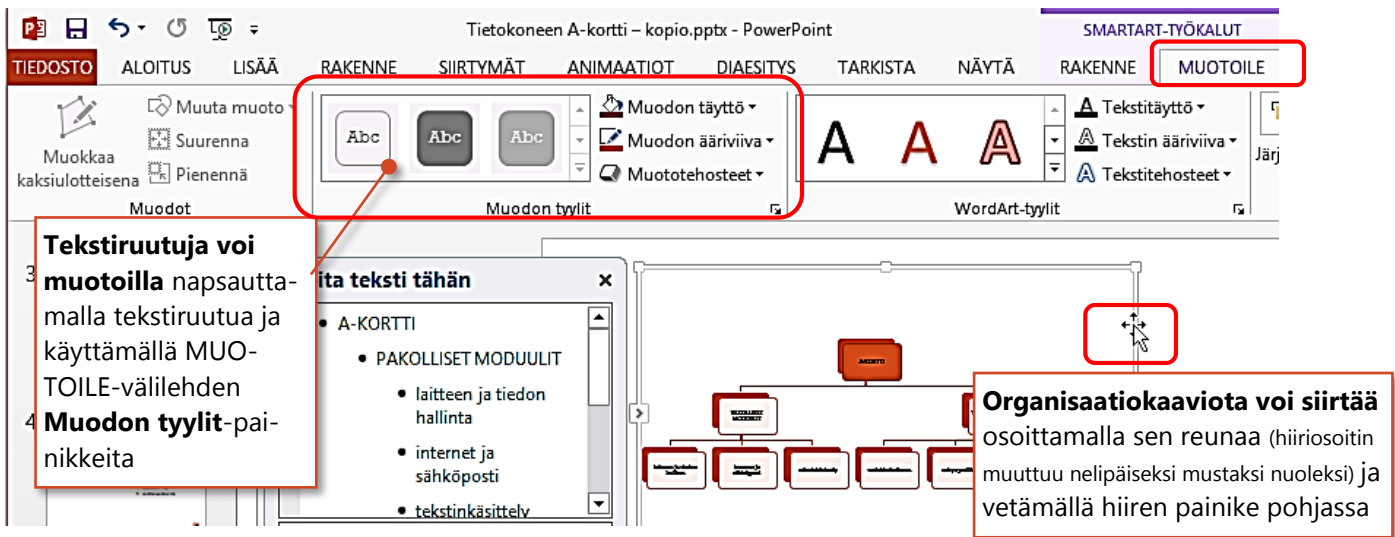 Tietokoneen A-kortti – kopio.pptx - PowerPoint
SMARTART-TYÖKALUT
TIEDOSTO ALOITUS LISÄÄ RAKENNE SIIRTYMÄT ANIMAATIOT DIAESITYS TARKISTA NÄYTÄ RAKENNE MUOTOILE
Muokkaa
kaksiulotteisena
Muuta muoto
Suurenna
Pienennä
Muodot
Abc Abc Abc
Muodon täyttö
Muodon ääriviiva
Muototehosteet
Muodon tyylit
A A A
Tekstitäyttö
Tekstin ääriviiva
Tekstitehosteet
WordArt-tyylit
Järj
Tekstiruutuja voi
muotoilla napsautta-
malla tekstiruutua ja
käyttämällä MUO-
TOILE-välilehden
Muodon tyylit-pai-
nikkeita
3
4
ita teksti tähän
• A-KORTTI
• PAKOLLISET MODUULIT
• laitteen ja tiedon
hallinta
• internet ja
sähköposti
• tekstinkäsittely
Organisaatiokaaviota voi siirtää
osoittamalla sen reunaa (hiiriosoitin
muuttuu nelipäiseksi mustaksi nuoleksi) ja
vetämällä hiiren painike pohjassa